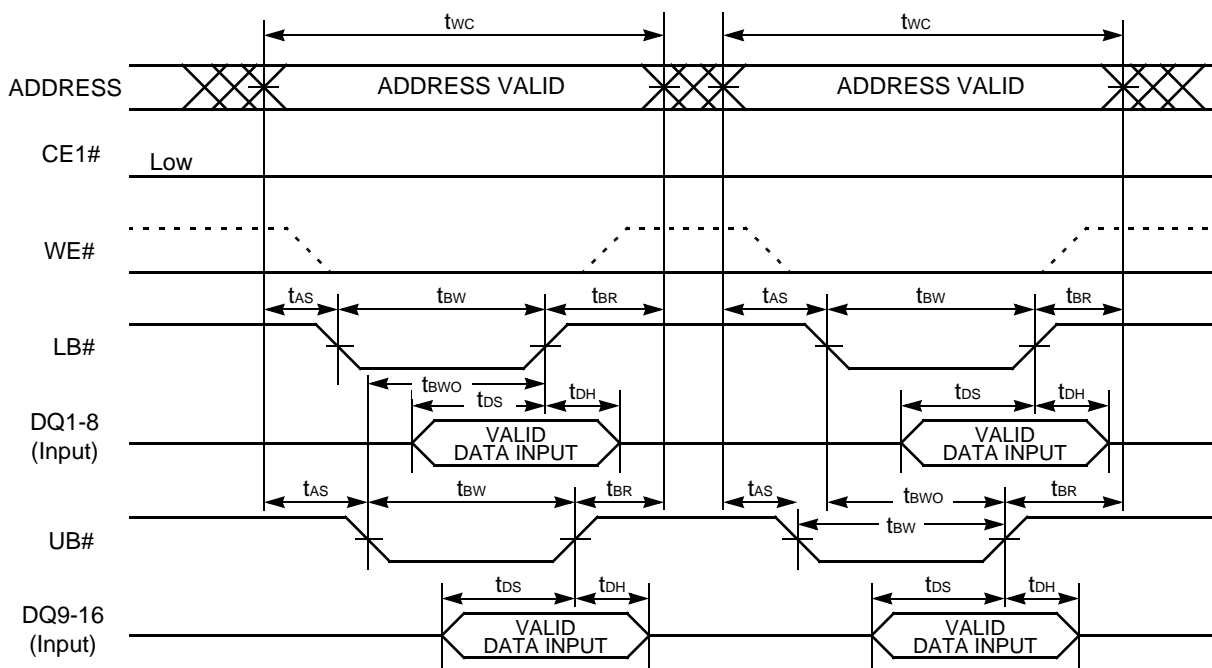 tWC tWC
ADDRESS ADDRESS VALID ADDRESS VALID
CE1# Low
WE#
tAS tBW tBR tAS tBW tBR
LB#
tBWO
tDS tDH tDS tDH
DQ1-8
(Input)
VALID
DATA INPUT
VALID
DATA INPUT
tAS tBW tBR tAS tBWO tBR
tBW
UB#
tDS tDH tDS tDH
DQ9-16
(Input)
VALID
DATA INPUT
VALID
DATA INPUT